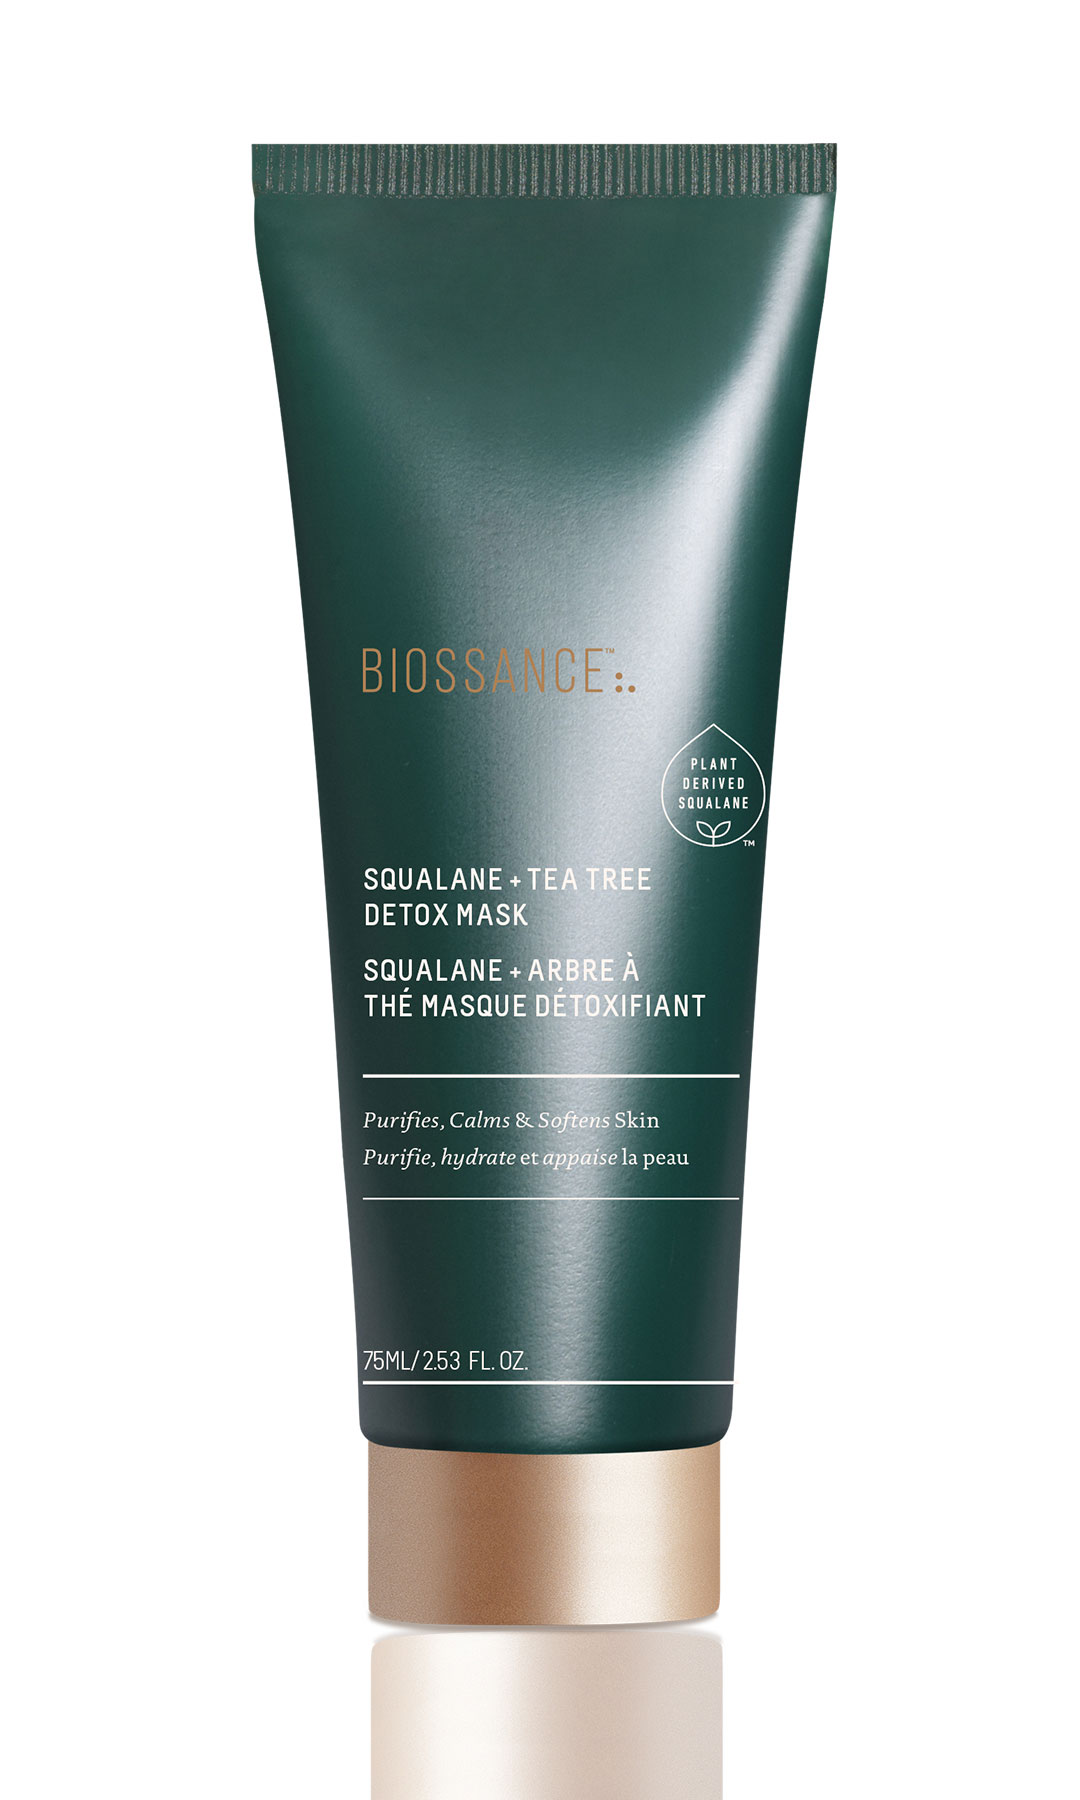 BIOSSANCE™
PLANT
DERIVED
SQUALANE
™
SQUALANE + TEA TREE
DETOX MASK
SQUALANE + ARBRE À
THÉ MASQUE DÉTOXIFIANT
Purifies, Calms & Softens Skin
Purifie, hydrate et appaise la peau
75ML/2.53 FL. OZ.